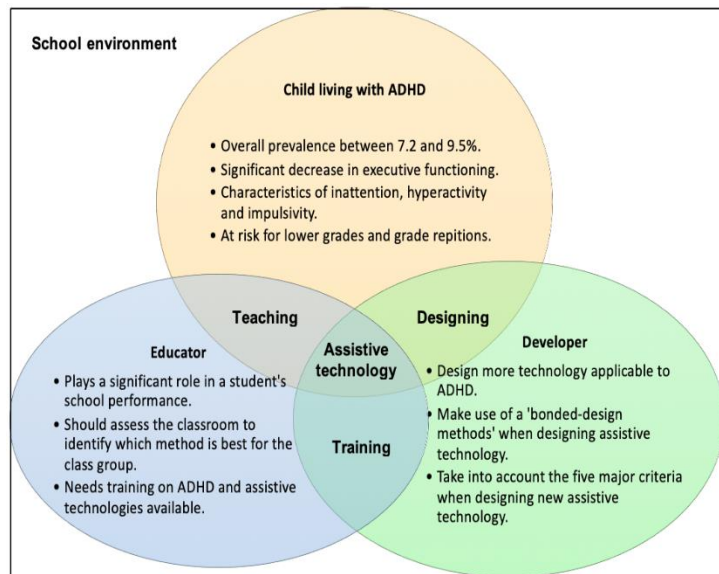 School environment
Child living with ADHD
• Overall prevalence between 7.2 and 9.5%.
• Significant decrease in executive functioning.
• Characteristics of inattention, hyperactivity
and impulsivity.
• At risk for lower grades and grade repitions.
Teaching
Designing
Assistive
technology
Training
Educator
• Plays a significant role in a student's
school performance.
• Should assess the classroom to
identify which method is best for the
class group.
• Needs training on ADHD and assistive
technologies available.
Developer
• Design more technology applicable to
ADHD.
• Make use of a 'bonded-design
methods' when designing assistive
technology.
• Take into account the five major criteria
when designing new assistive
technology.